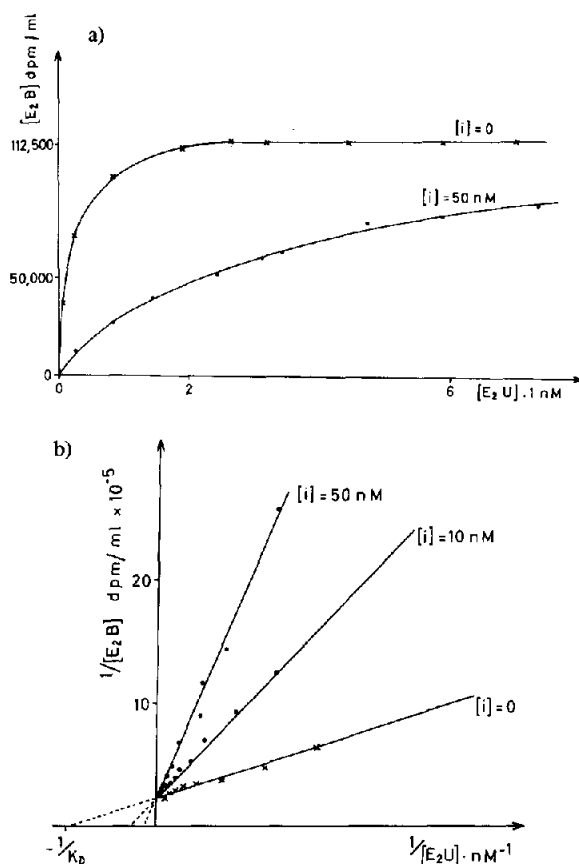 a)
[E₂B] dpm/ml
112,500
50,000
0
0
2
6
[E₂U].1 nM
[i]=0
[i]=50 nM
b)
1/[E₂B] dpm/ml × 10⁻⁵
20
10
[i]=50 nM
[i]=10 nM
[i]=0
-1/K_D
1/[E₂U]. nM⁻¹